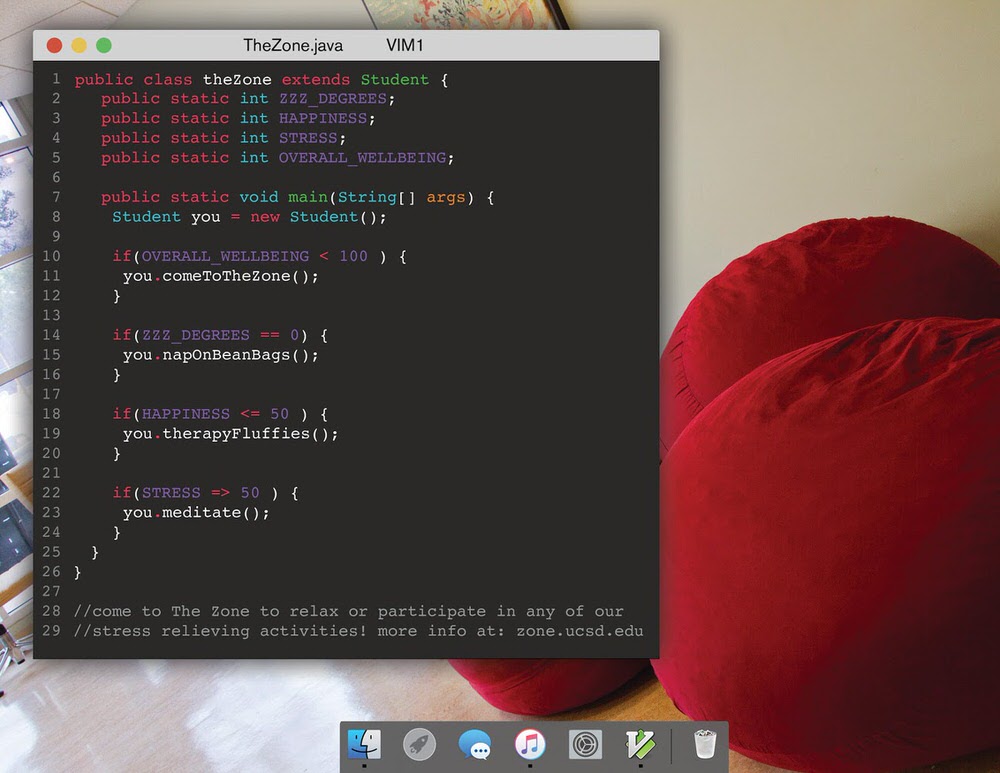 TheZone.java VIM1
1 public class theZone extends Student {
2 public static int ZZZ_DEGREES;
3 public static int HAPPINESS;
4 public static int STRESS;
5 public static int OVERALL_WELLBEING;
6
7 public static void main(String[] args) {
8 Student you = new Student();
9
10 if(OVERALL_WELLBEING < 100 ) {
11 you.comeToTheZone();
12 }
13
14 if(ZZZ_DEGREES == 0) {
15 you.napOnBeanBags();
16 }
17
18 if(HAPPINESS <= 50 ) {
19 you.therapyFluffies();
20 }
21
22 if(STRESS => 50 ) {
23 you.meditate();
24 }
25 }
26 }
27
28 //come to The Zone to relax or participate in any of our
29 //stress relieving activities! more info at: zone.ucsd.edu